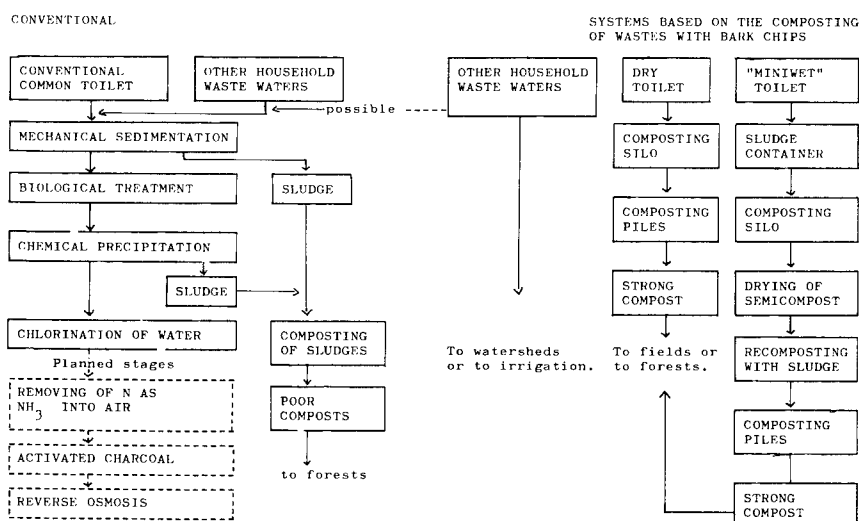 CONVENTIONAL
SYSTEMS BASED ON THE COMPOSTING
OF WASTES WITH BARK CHIPS
CONVENTIONAL
COMMON TOILET
OTHER HOUSEHOLD
WASTE WATERS
possible
MECHANICAL SEDIMENTATION
BIOLOGICAL TREATMENT
SLUDGE
CHEMICAL PRECIPITATION
SLUDGE
CHLORINATION OF WATER
COMPOSTING
OF SLUDGES
Planned stages
REMOVING OF N AS
NH3 INTO AIR
POOR
COMPOSTS
ACTIVATED CHARCOAL
to forests
REVERSE OSMOSIS
OTHER HOUSEHOLD
WASTE WATERS
To watersheds
or to irrigation.
DRY
TOILET
COMPOSTING
SILO
COMPOSTING
PILES
STRONG
COMPOST
To fields or
to forests.
"MINIWET"
TOILET
SLUDGE
CONTAINER
COMPOSTING
SILO
DRYING OF
SEMICOMPOST
RECOMPOSTING
WITH SLUDGE
COMPOSTING
PILES
STRONG
COMPOST